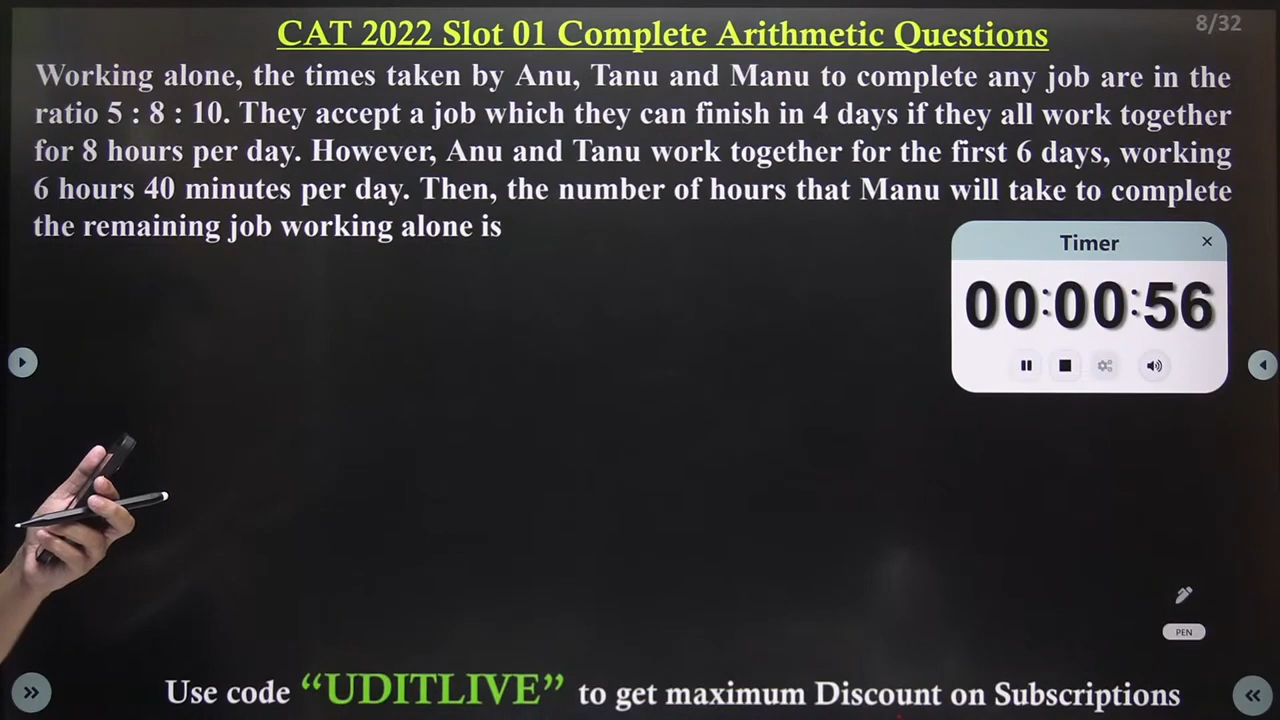 8/32
CAT 2022 Slot 01 Complete Arithmetic Questions
Working alone, the times taken by Anu, Tanu and Manu to complete any job are in the
ratio 5 : 8 : 10. They accept a job which they can finish in 4 days if they all work together
for 8 hours per day. However, Anu and Tanu work together for the first 6 days, working
6 hours 40 minutes per day. Then, the number of hours that Manu will take to complete
the remaining job working alone is
Timer
00:00:56
PEN
Use code “UDITLIVE” to get maximum Discount on Subscriptions